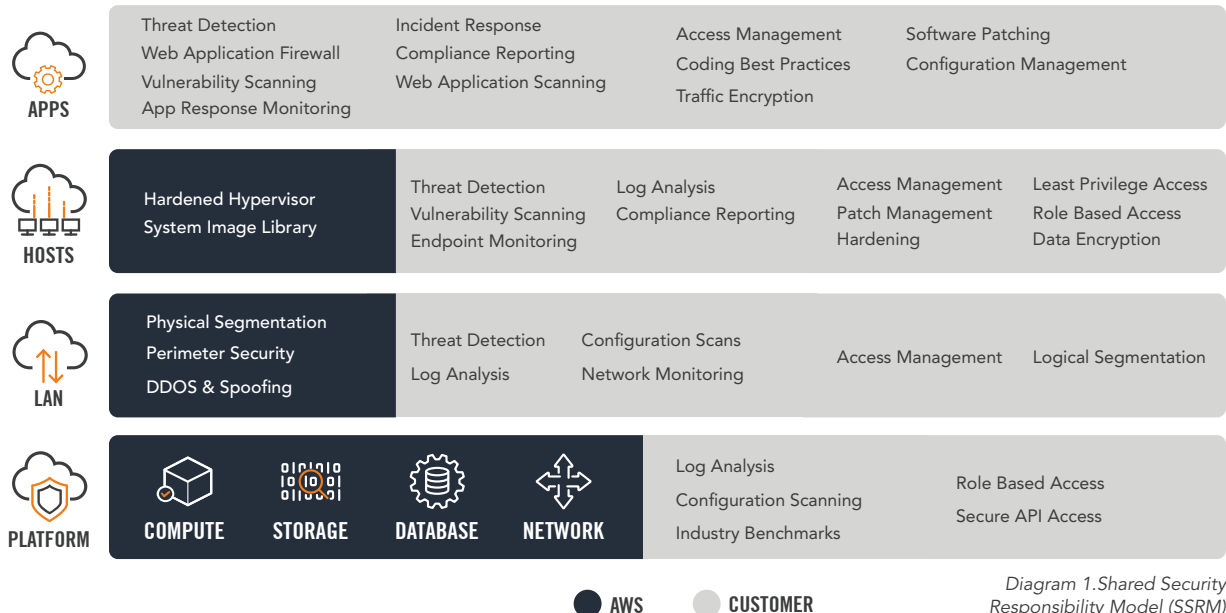 Threat Detection
Web Application Firewall
Vulnerability Scanning
App Response Monitoring
Incident Response
Compliance Reporting
Web Application Scanning
Access Management
Coding Best Practices
Traffic Encryption
Software Patching
Configuration Management
APPS
Hardened Hypervisor
System Image Library
Threat Detection
Vulnerability Scanning
Endpoint Monitoring
Log Analysis
Compliance Reporting
Access Management
Patch Management
Hardening
Least Privilege Access
Role Based Access
Data Encryption
HOSTS
Physical Segmentation
Perimeter Security
DDOS & Spoofing
Threat Detection
Log Analysis
Configuration Scans
Network Monitoring
Access Management
Logical Segmentation
LAN
COMPUTE
STORAGE
DATABASE
NETWORK
Log Analysis
Configuration Scanning
Industry Benchmarks
Role Based Access
Secure API Access
PLATFORM
AWS
CUSTOMER
Diagram 1.Shared Security
Responsibility Model (SSRM)